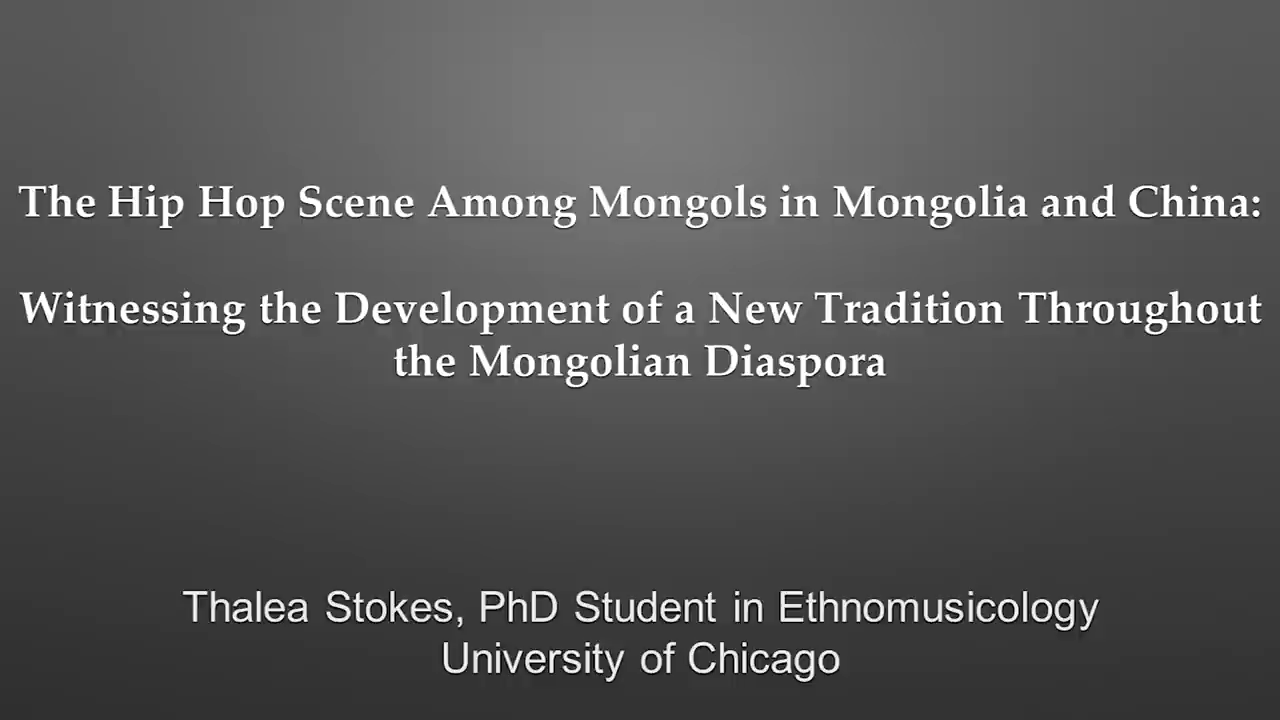 The Hip Hop Scene Among Mongols in Mongolia and China:
Witnessing the Development of a New Tradition Throughout
the Mongolian Diaspora
Thalea Stokes, PhD Student in Ethnomusicology
University of Chicago